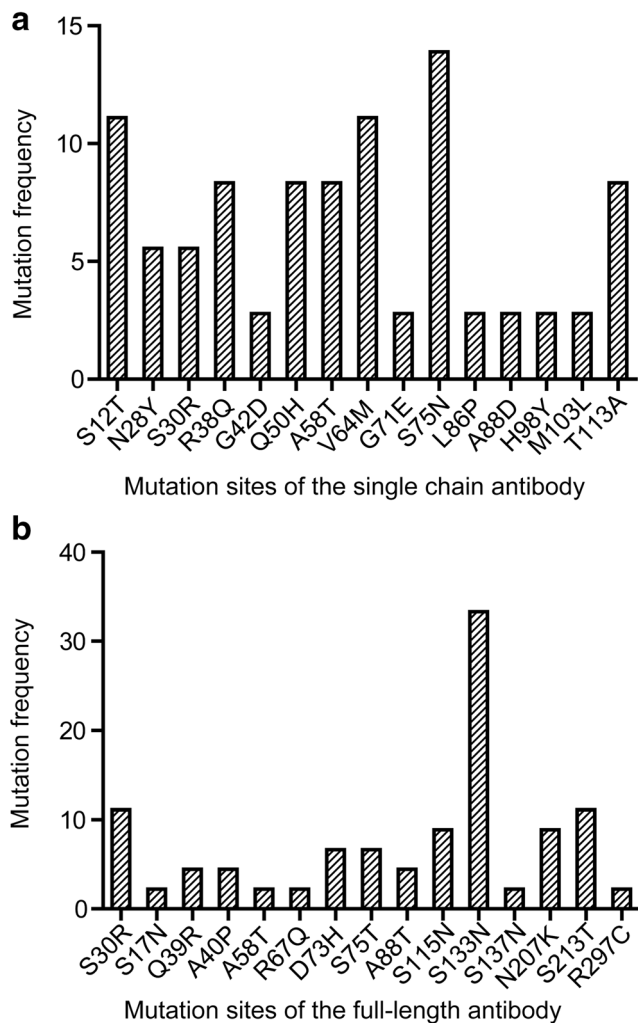 a
Mutation frequency
15
10
5
0
S12T N28Y S30R R38Q G42D Q50H A58T V64M G71E S75N L86P A88D H98Y M103L T113A
Mutation sites of the single chain antibody
b
Mutation frequency
40
30
20
10
0
S30R S17N Q39R A40P A58T R67Q D73H S75T A88T S115N S133N S137N N207K S213T R297C
Mutation sites of the full-length antibody